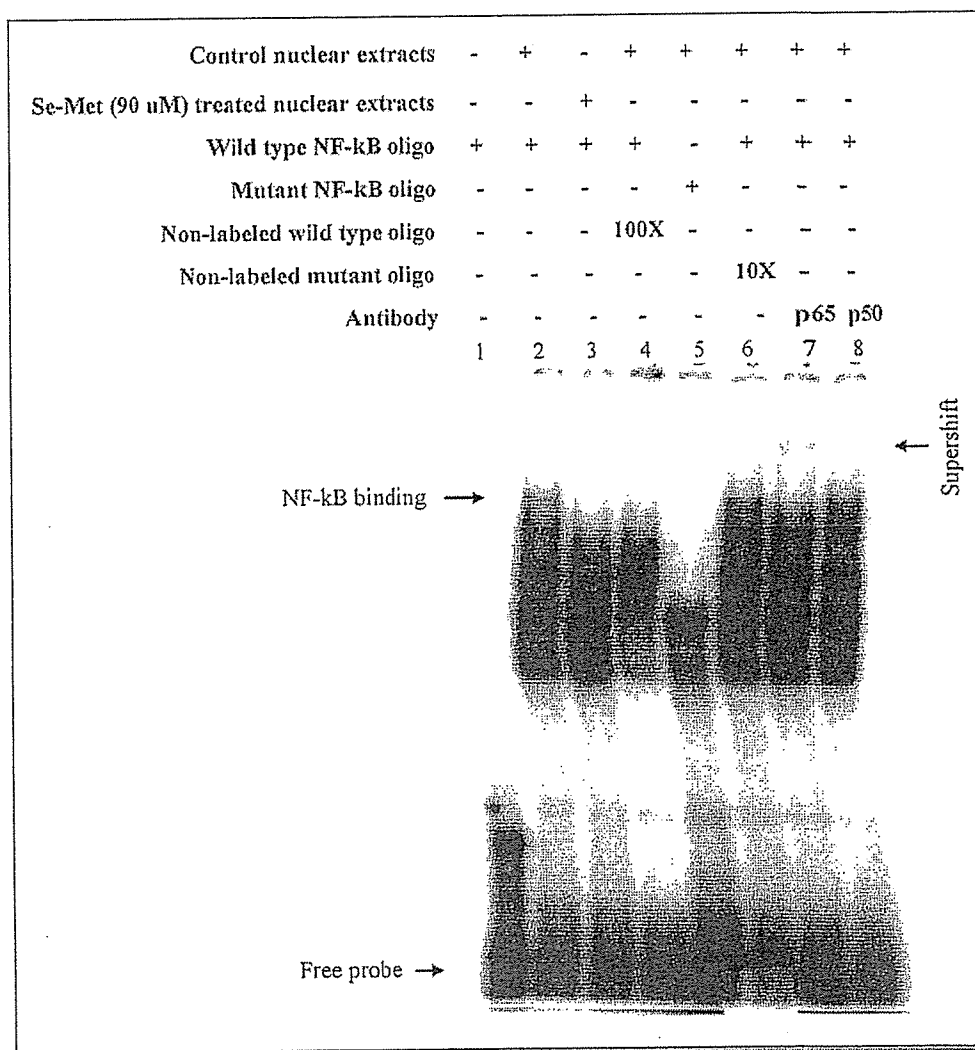 Control nuclear extracts - + - + + + + +
Se-Met (90 uM) treated nuclear extracts - - + - - - - -
Wild type NF-kB oligo + + + + - + + +
Mutant NF-kB oligo - - - - + - - -
Non-labeled wild type oligo - - - 100X - - - -
Non-labeled mutant oligo - - - - - 10X - -
Antibody - - - - - - p65 p50
1 2 3 4 5 6 7 8
Supershift
NF-kB binding
Free probe